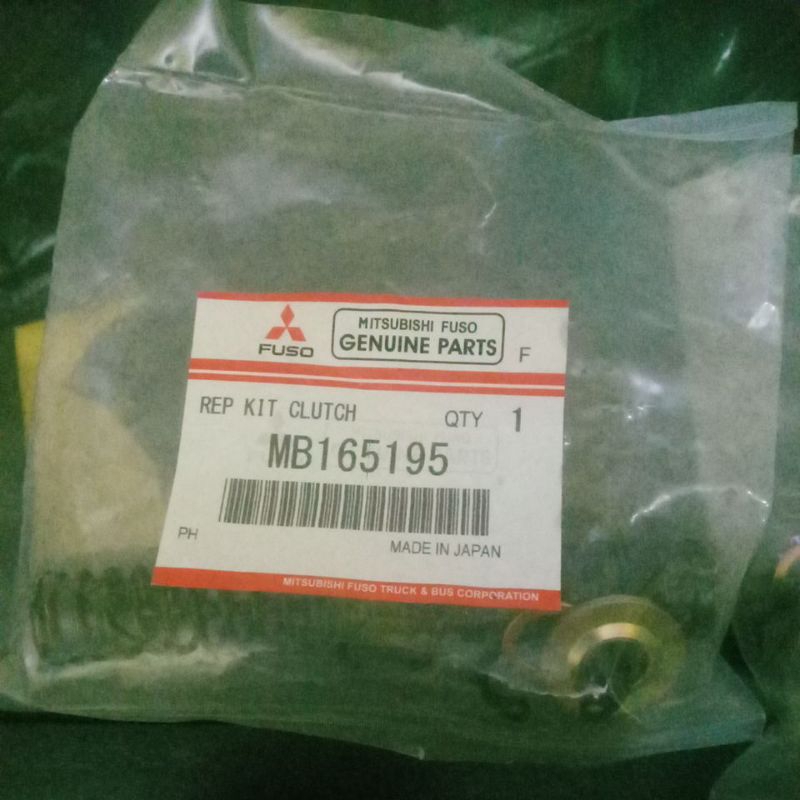 FUSO
MITSUBISHI FUSO
GENUINE PARTS
F
REP KIT CLUTCH QTY 1
MB165195
PH
MADE IN JAPAN
MITSUBISHI FUSO TRUCK & BUS CORPORATION